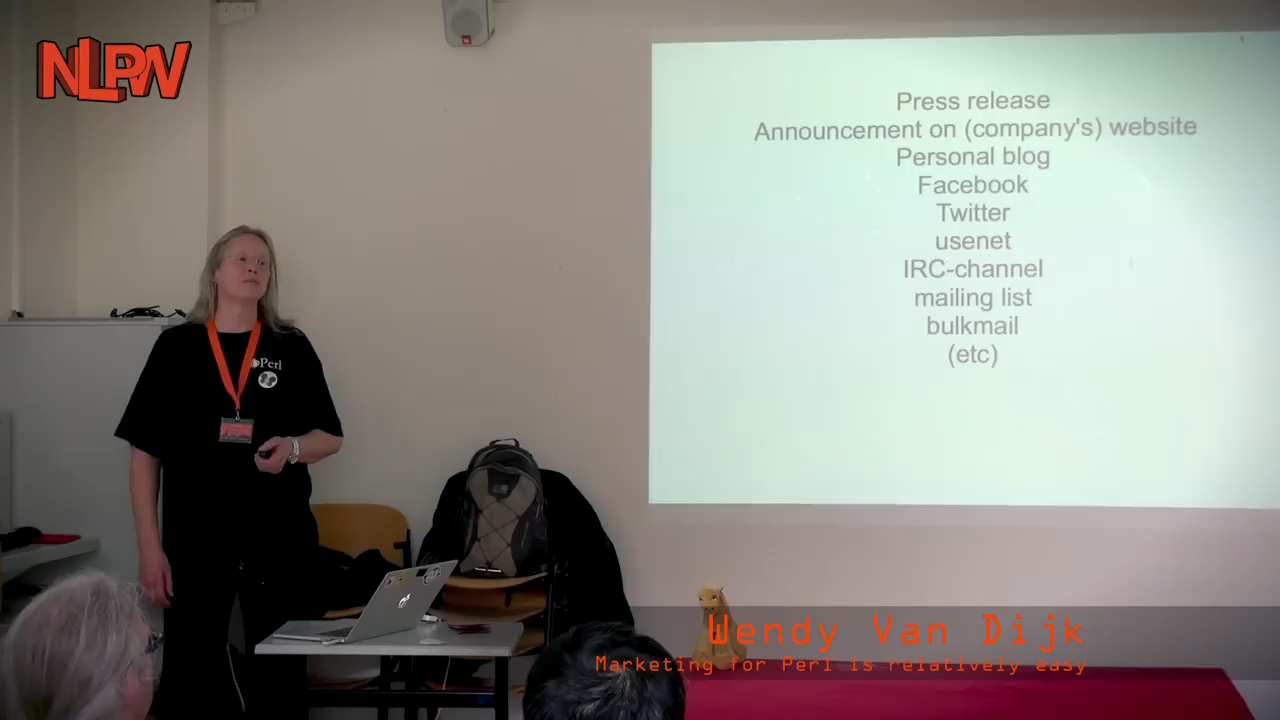 NLPW
Press release
Announcement on (company's) website
Personal blog
Facebook
Twitter
usenet
IRC-channel
mailing list
bulkmail
(etc)
Perl
Wendy Van Dijk
Marketing for Perl is relatively easy